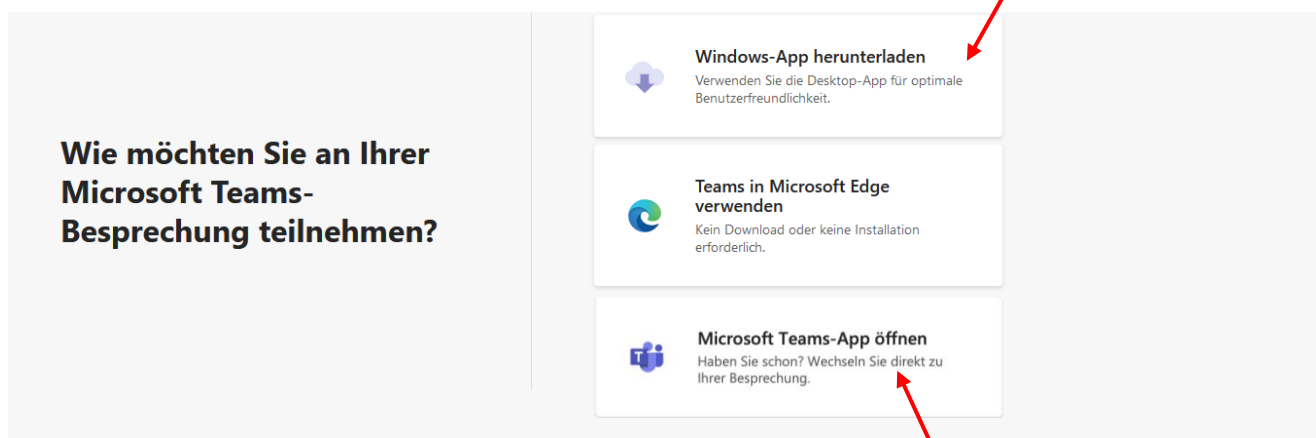 Wie möchten Sie an Ihrer
Microsoft Teams-
Besprechung teilnehmen?
Windows-App herunterladen
Verwenden Sie die Desktop-App für optimale
Benutzerfreundlichkeit.
Teams in Microsoft Edge
verwenden
Kein Download oder keine Installation
erforderlich.
Microsoft Teams-App öffnen
Haben Sie schon? Wechseln Sie direkt zu
Ihrer Besprechung.